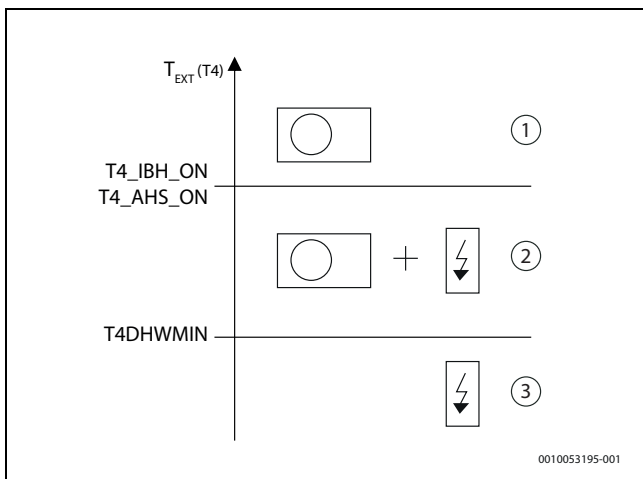 T_EXT (T4)
1
T4_IBH_ON
T4_AHS_ON
2
T4DHWMIN
3
0010053195-001